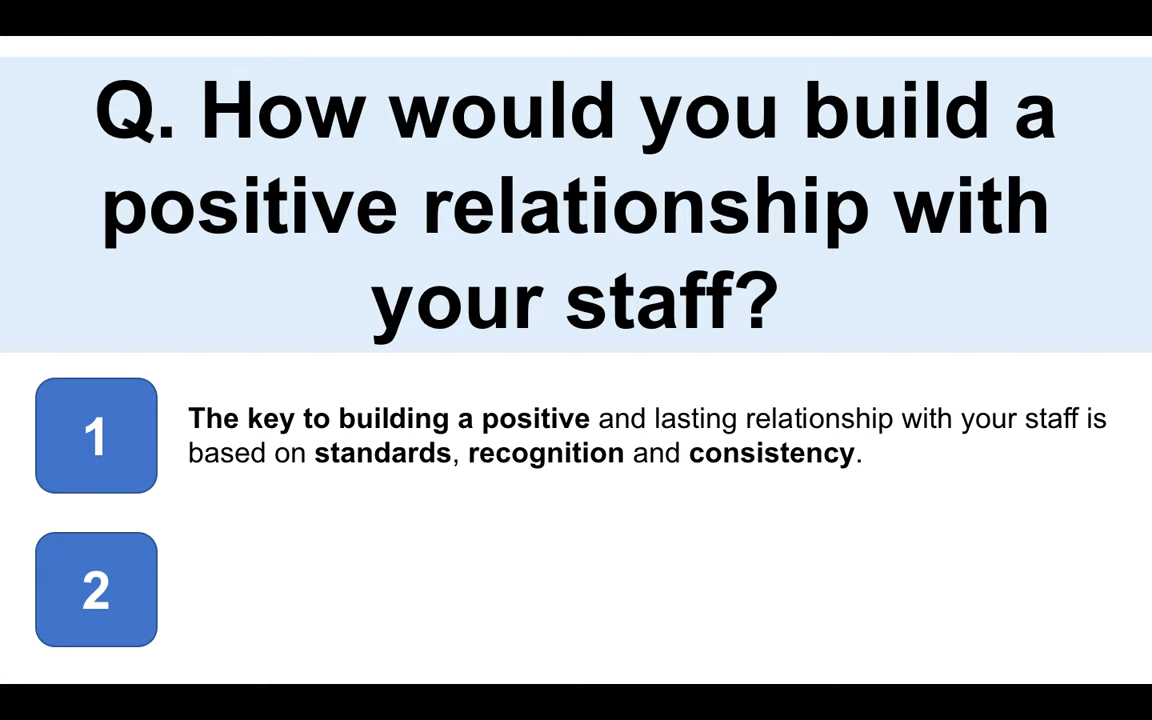 Q. How would you build a
positive relationship with
your staff?
1
The key to building a positive and lasting relationship with your staff is
based on standards, recognition and consistency.
2